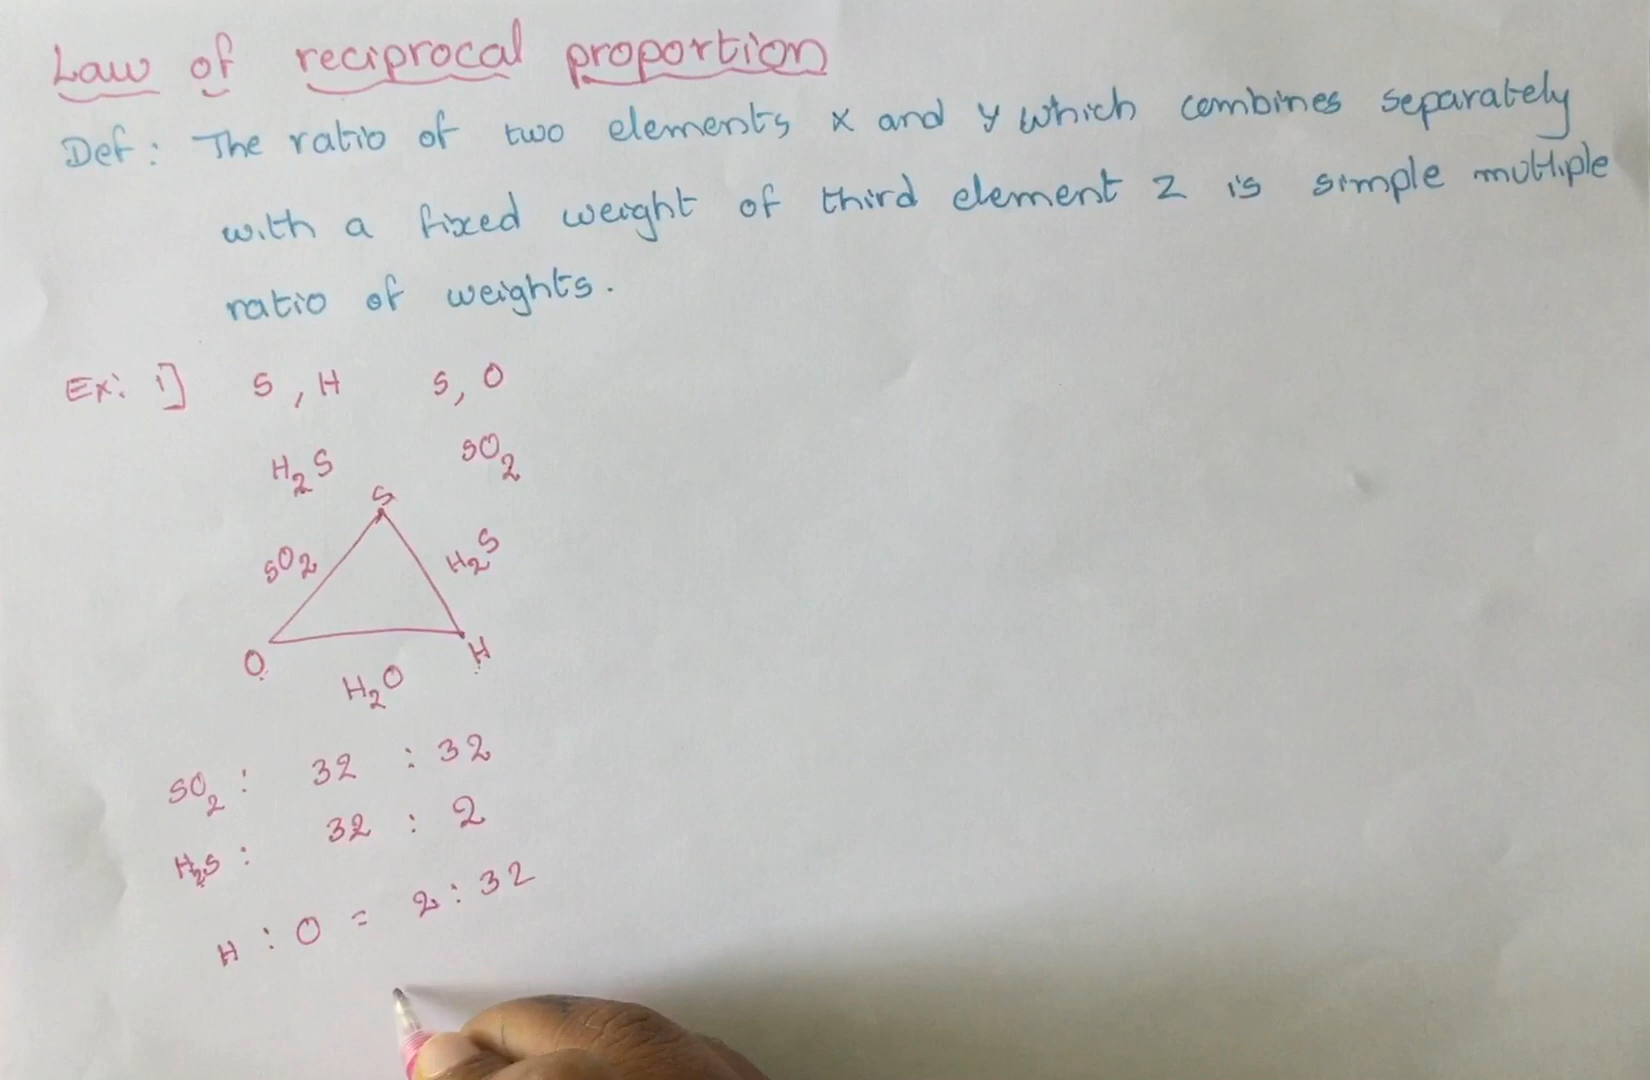 Law of reciprocal proportion
Def: The ratio of two elements x and y which combines separately
with a fixed weight of third element z is simple multiple
ratio of weights.
Ex: 1] S, H S, O
H₂S SO₂
S
SO₂ H₂S
O H
H₂O
SO₂ : 32 : 32
H₂S : 32 : 2
H : O = 2 : 32